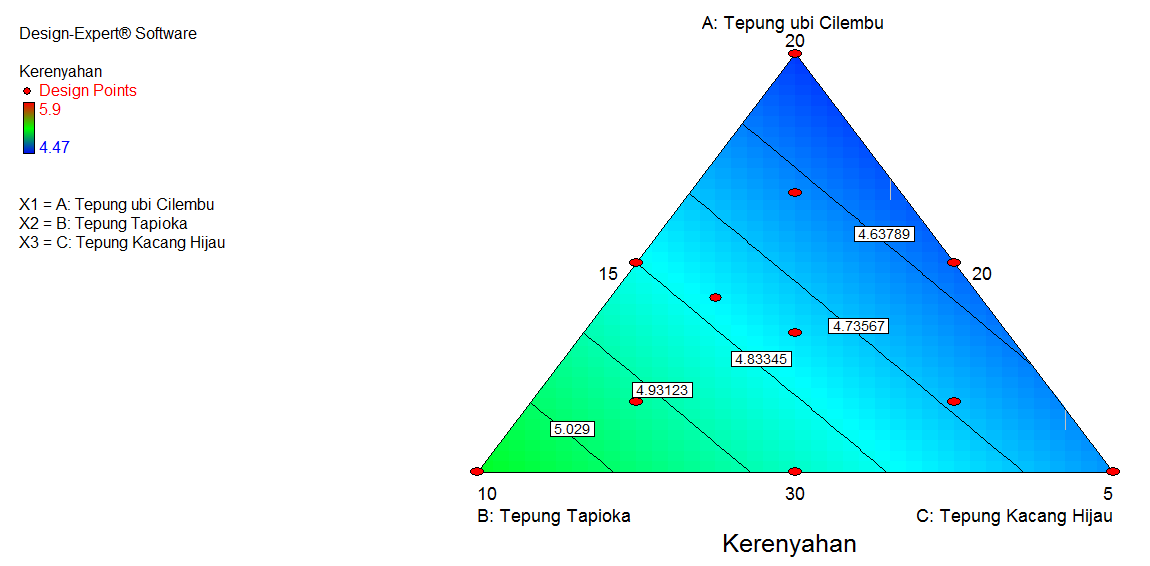 Design-Expert® Software
Kerenyahan
Design Points
5.9
4.47
X1 = A: Tepung ubi Cilembu
X2 = B: Tepung Tapioka
X3 = C: Tepung Kacang Hijau
A: Tepung ubi Cilembu
20
15
20
4.63789
4.73567
4.83345
4.93123
5.029
10
30
5
B: Tepung Tapioka
C: Tepung Kacang Hijau
Kerenyahan